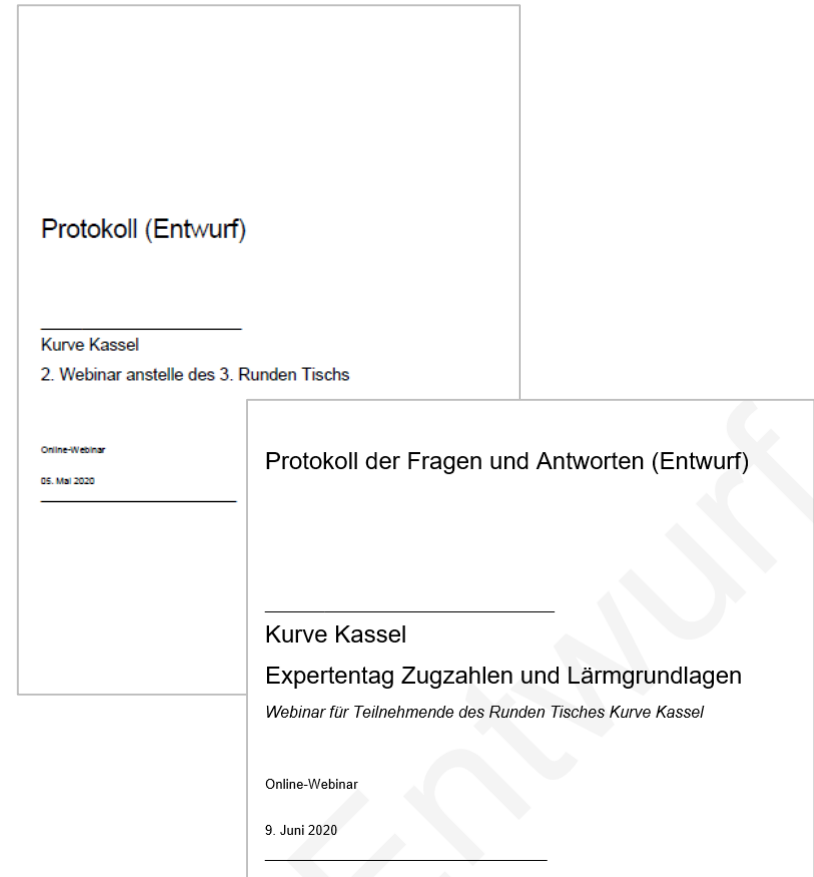 Protokoll (Entwurf)
Kurve Kassel
2. Webinar anstelle des 3. Runden Tischs
Online-Webinar
05. Mai 2020
Protokoll der Fragen und Antworten (Entwurf)
Kurve Kassel
Expertentag Zugzahlen und Lärmgrundlagen
Webinar für Teilnehmende des Runden Tisches Kurve Kassel
Online-Webinar
9. Juni 2020
Entwurf